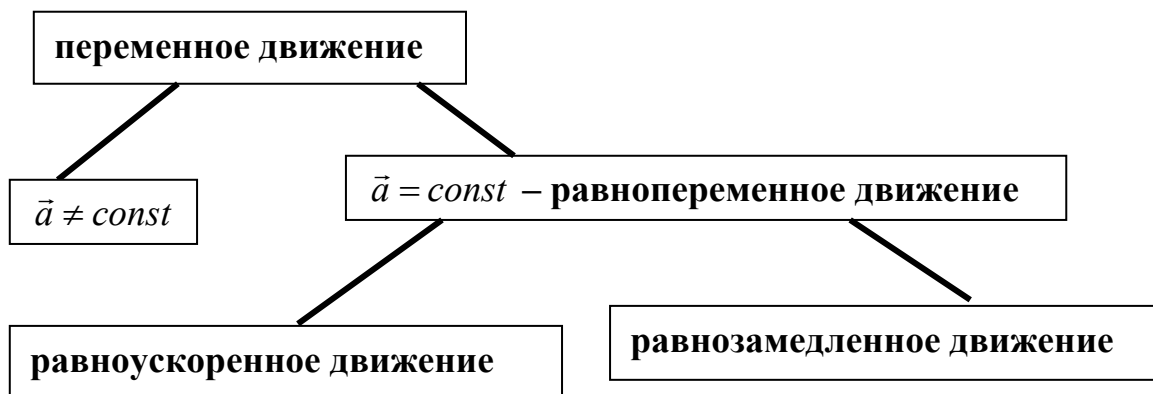 переменное движение
a⃗ ≠ const
a⃗ = const – равнопеременное движение
равноускоренное движение
равнозамедленное движение